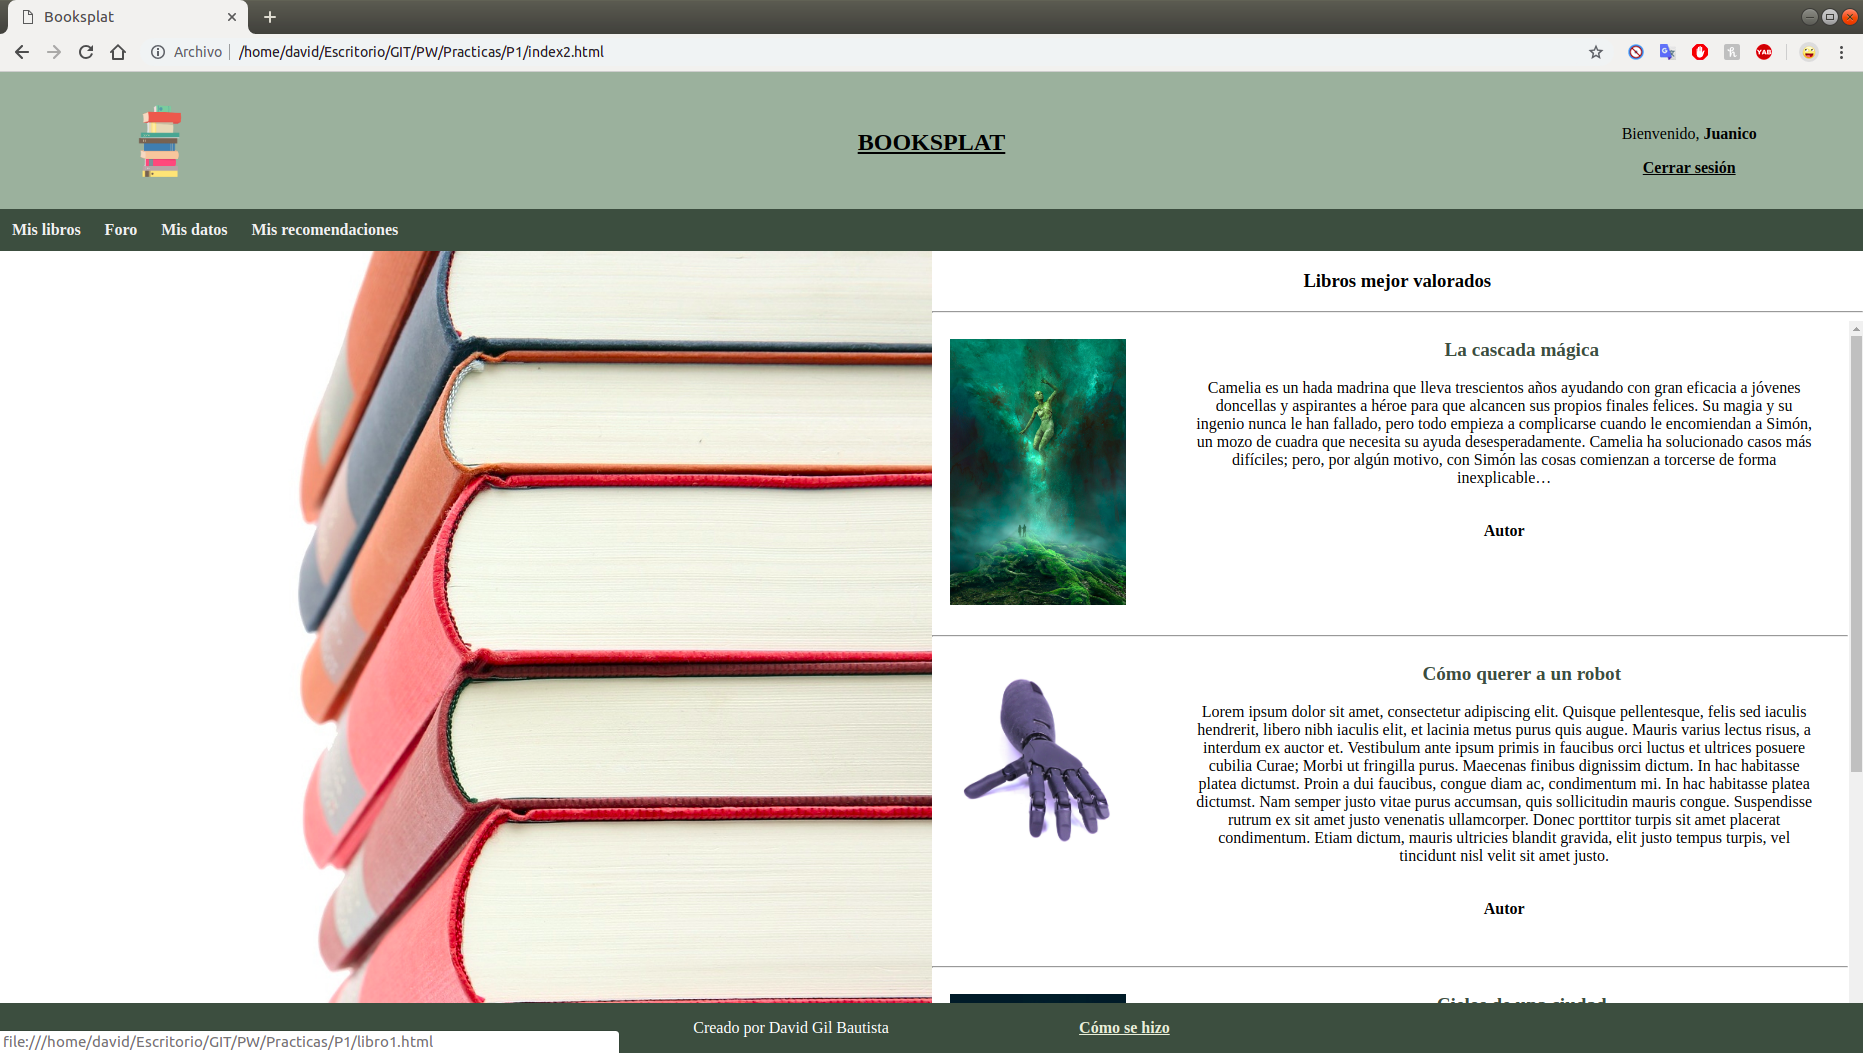 Booksplat
Archivo
/home/david/Escritorio/GIT/PW/Practicas/P1/index2.html
YAB
BOOKSPLAT
Bienvenido, Juanico
Cerrar sesión
Mis libros
Foro
Mis datos
Mis recomendaciones
Libros mejor valorados
La cascada mágica
Camelia es un hada madrina que lleva trescientos años ayudando con gran eficacia a jóvenes
doncellas y aspirantes a héroe para que alcancen sus propios finales felices. Su magia y su
ingenio nunca le han fallado, pero todo empieza a complicarse cuando le encomiendan a Simón,
un mozo de cuadra que necesita su ayuda desesperadamente. Camelia ha solucionado casos más
difíciles; pero, por algún motivo, con Simón las cosas comienzan a torcerse de forma
inexplicable…
Autor
Cómo querer a un robot
Lorem ipsum dolor sit amet, consectetur adipiscing elit. Quisque pellentesque, felis sed iaculis
hendrerit, libero nibh iaculis elit, et lacinia metus purus quis augue. Mauris varius lectus risus, a
interdum ex auctor et. Vestibulum ante ipsum primis in faucibus orci luctus et ultrices posuere
cubilia Curae; Morbi ut fringilla purus. Maecenas finibus dignissim dictum. In hac habitasse
platea dictumst. Proin a dui faucibus, congue diam ac, condimentum mi. In hac habitasse platea
dictumst. Nam semper justo vitae purus accumsan, quis sollicitudin mauris congue. Suspendisse
rutrum ex sit amet justo venenatis ullamcorper. Donec porttitor turpis sit amet placerat
condimentum. Etiam dictum, mauris ultricies blandit gravida, elit justo tempus turpis, vel
tincidunt nisl velit sit amet justo.
Autor
Cielos de una ciudad
Creado por David Gil Bautista
Cómo se hizo
file:///home/david/Escritorio/GIT/PW/Practicas/P1/libro1.html